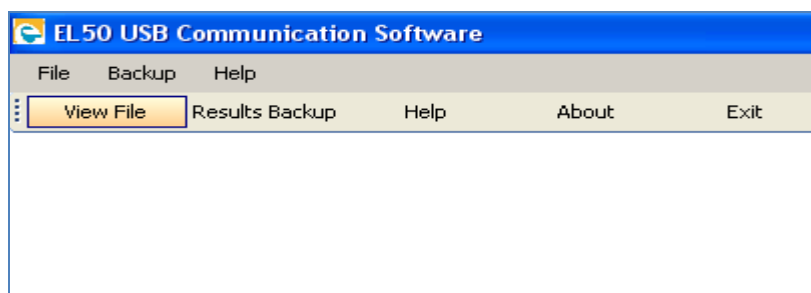 EL50 USB Communication Software
File Backup Help
View File Results Backup Help About Exit